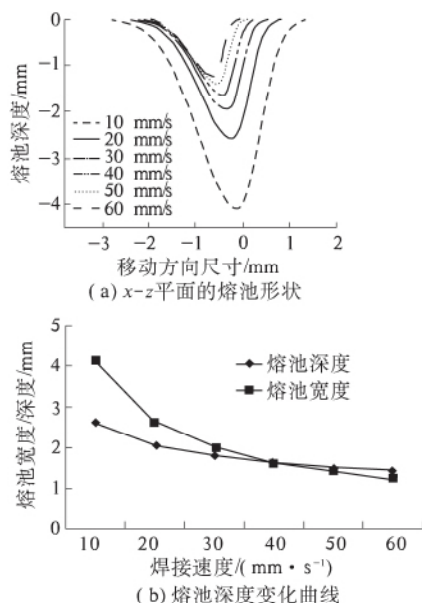 0
−1
−2
−3
−4
熔池深度/mm
10 mm/s
20 mm/s
30 mm/s
40 mm/s
50 mm/s
60 mm/s
−3 −2 −1 0 1 2
移动方向尺寸/mm
(a) x-z平面的熔池形状
5
4
3
2
1
0
熔池宽度/深度/mm
熔池深度
熔池宽度
10 20 30 40 50 60
焊接速度/(mm·s⁻¹)
(b) 熔池深度变化曲线